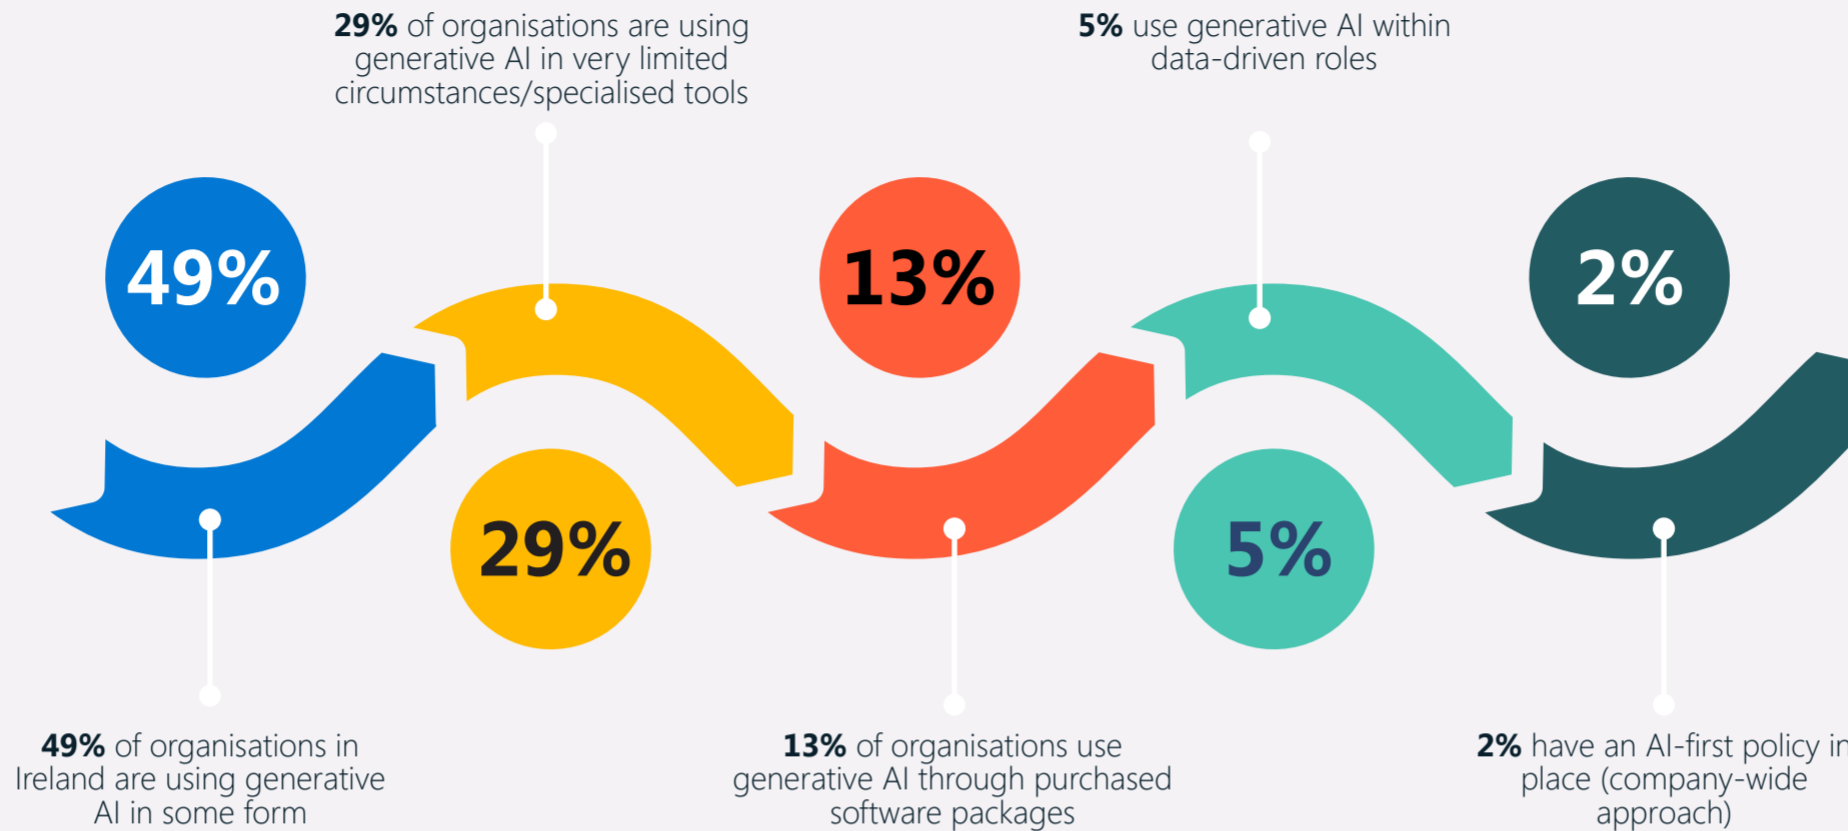 29% of organisations are using
generative AI in very limited
circumstances/specialised tools
5% use generative AI within
data-driven roles
49%
13%
2%
29%
5%
49% of organisations in
Ireland are using generative
AI in some form
13% of organisations use
generative AI through purchased
software packages
2% have an AI-first policy in
place (company-wide
approach)